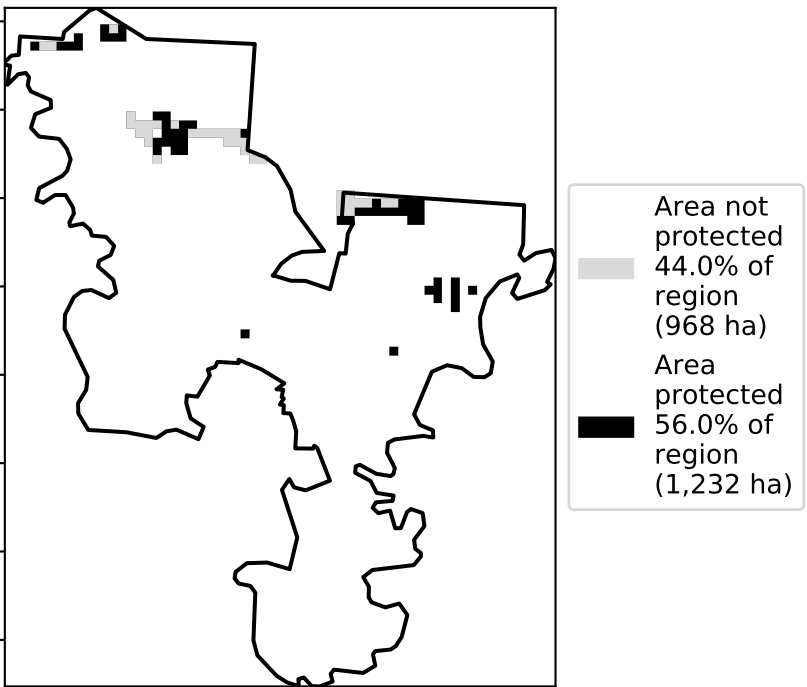 Area not
protected
44.0% of
region
(968 ha)
Area
protected
56.0% of
region
(1,232 ha)